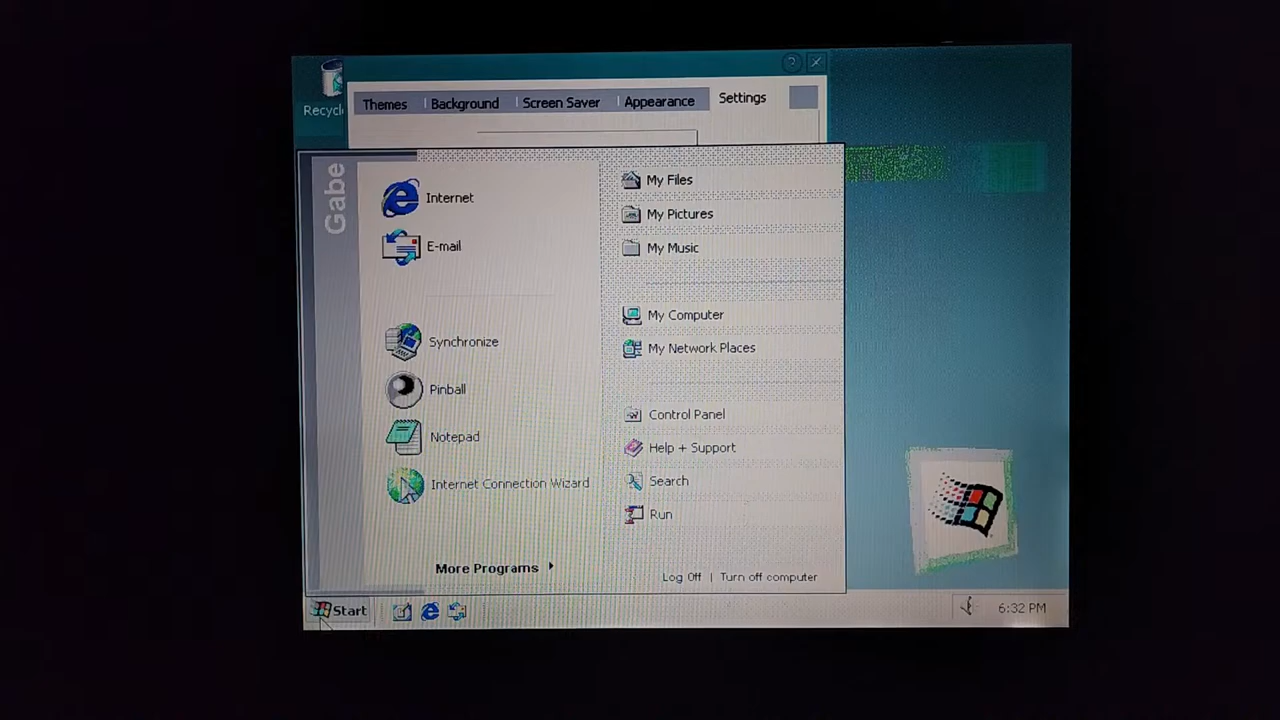 Themes Background Screen Saver Appearance Settings
Gabe
Internet
E-mail
Synchronize
Pinball
Notepad
Internet Connection Wizard
More Programs
My Files
My Pictures
My Music
My Computer
My Network Places
Control Panel
Help + Support
Search
Run
Log Off | Turn off computer
Start
6:32 PM